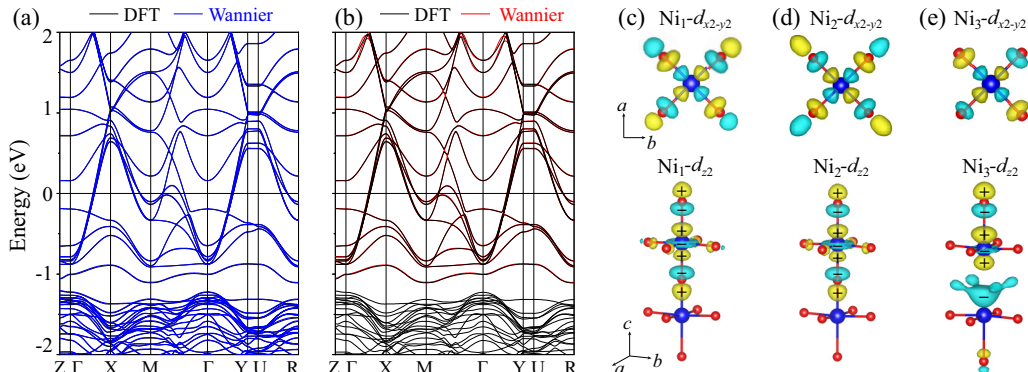 (a) — DFT — Wannier
(b) — DFT — Wannier
(c) (d) (e)
Ni1-dx2-y2 Ni2-dx2-y2 Ni3-dx2-y2
Energy (eV)
2
1
0
-1
-2
Z Γ X M Γ Y U R
Z Γ X M Γ Y U R
a
b
Ni1-dz2 Ni2-dz2 Ni3-dz2
+ + +
− − −
+ + +
+ + +
− − −
+ +
c
a b